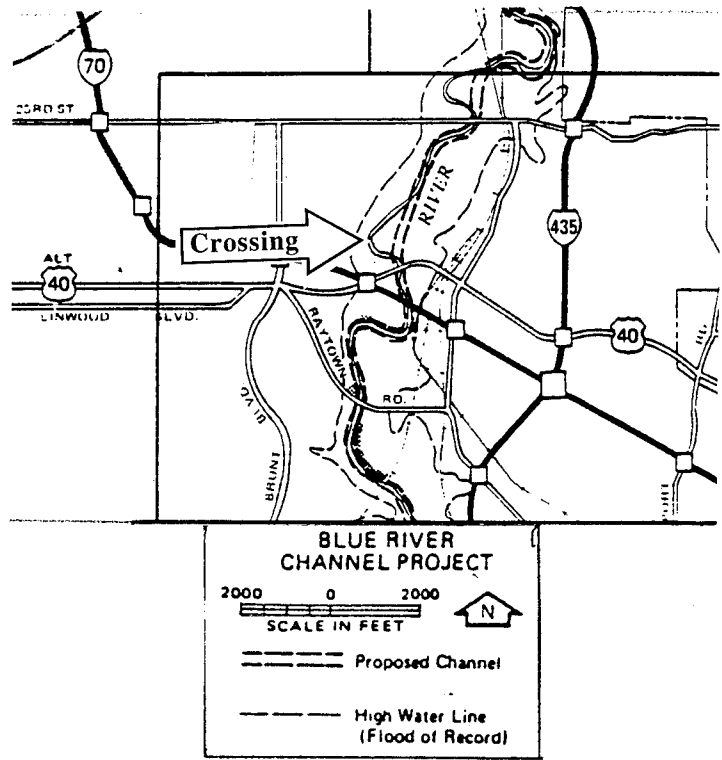 70
23RD ST
RIVER
435
Crossing
ALT
40
LINWOOD BLVD.
RAYTOWN
RD.
40
RD.
BLVD
BRUNT
BLUE RIVER
CHANNEL PROJECT
2000 0 2000
SCALE IN FEET
N
Proposed Channel
High Water Line
(Flood of Record)